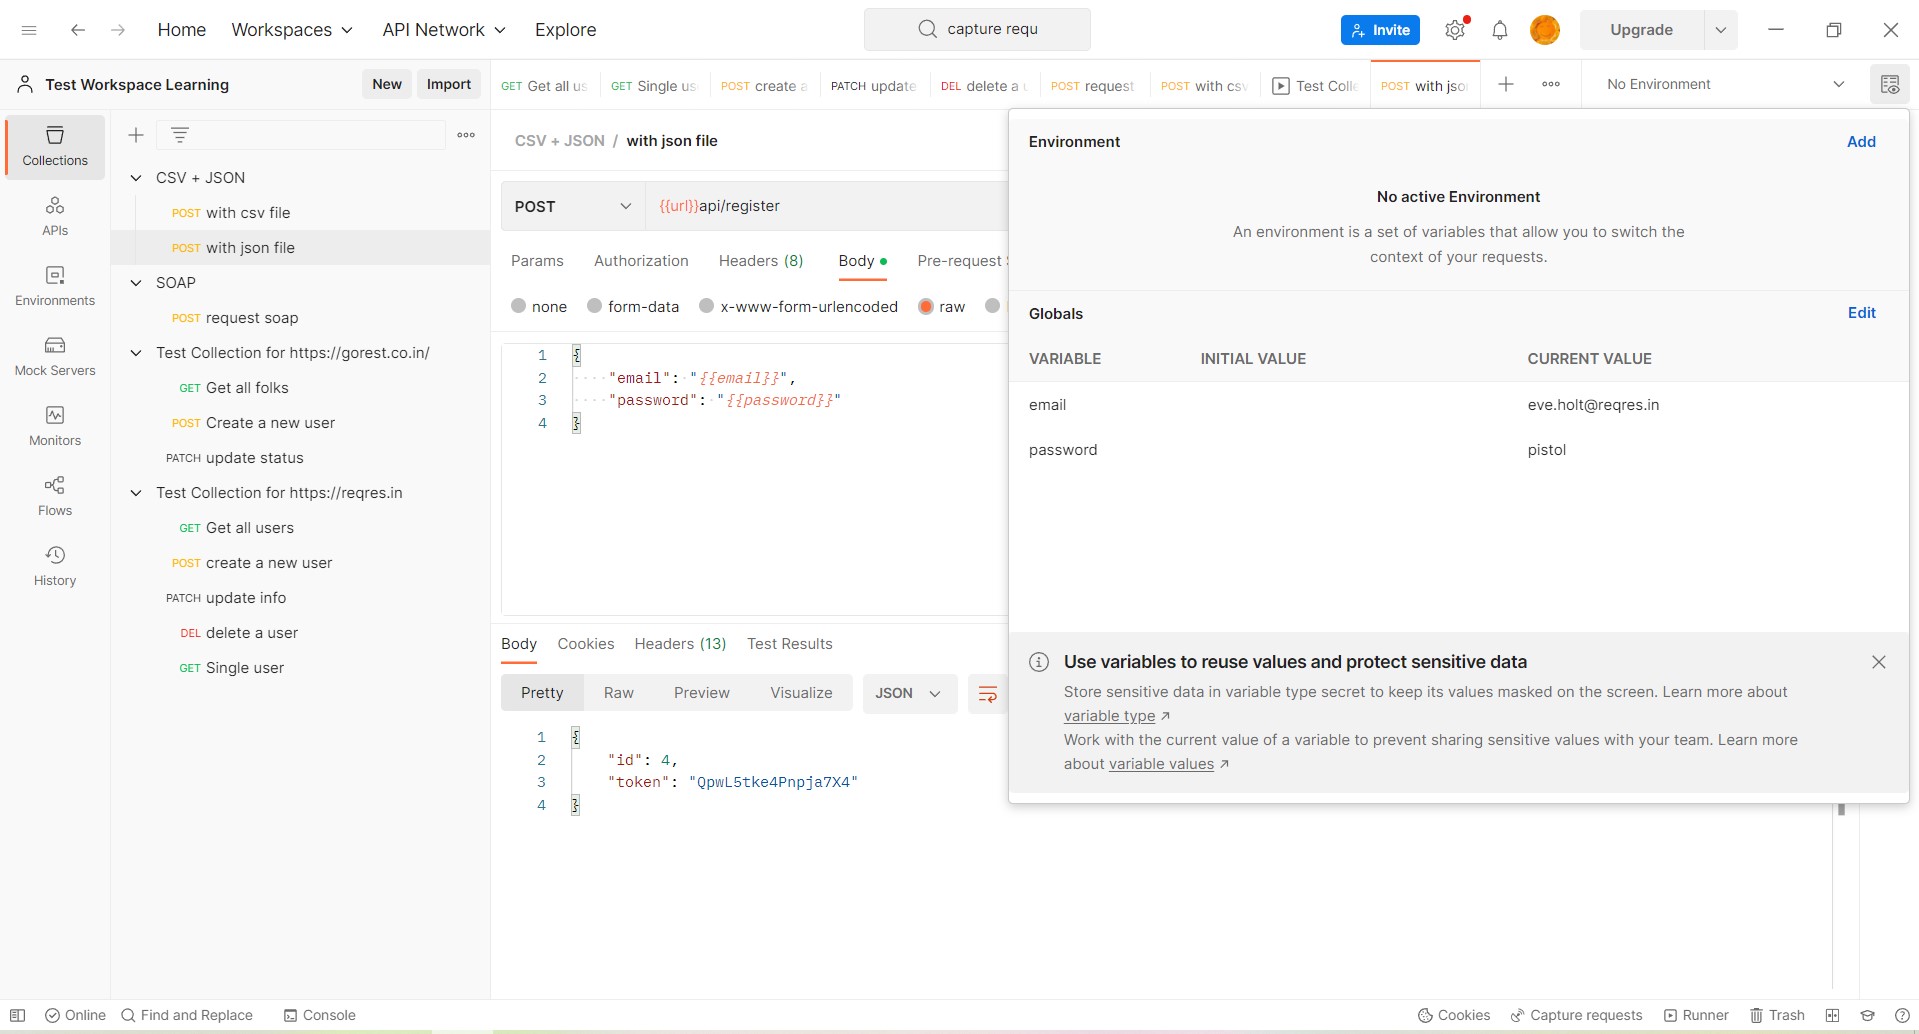 Home
Workspaces
API Network
Explore
capture requ
Invite
Upgrade
Test Workspace Learning
New
Import
GET Get all us
GET Single us
POST create a
PATCH update
DEL delete a u
POST request
POST with csv
Test Colle
POST with jso
No Environment
Collections
APIs
Environments
Mock Servers
Monitors
Flows
History
CSV + JSON
POST with csv file
POST with json file
SOAP
POST request soap
Test Collection for https://gorest.co.in/
GET Get all folks
POST Create a new user
PATCH update status
Test Collection for https://reqres.in
GET Get all users
POST create a new user
PATCH update info
DEL delete a user
GET Single user
CSV + JSON / with json file
POST
{{url}}api/register
Params
Authorization
Headers (8)
Body
Pre-request
none
form-data
x-www-form-urlencoded
raw
1 {
2 "email": "{{email}}",
3 "password": "{{password}}"
4 }
Body
Cookies
Headers (13)
Test Results
Pretty
Raw
Preview
Visualize
JSON
1 {
2 "id": 4,
3 "token": "QpwL5tke4Pnpja7X4"
4 }
Environment
Add
No active Environment
An environment is a set of variables that allow you to switch the
context of your requests.
Globals
Edit
VARIABLE INITIAL VALUE CURRENT VALUE
email eve.holt@reqres.in
password pistol
Use variables to reuse values and protect sensitive data
Store sensitive data in variable type secret to keep its values masked on the screen. Learn more about
variable type ↗
Work with the current value of a variable to prevent sharing sensitive values with your team. Learn more
about variable values ↗
Online
Find and Replace
Console
Cookies
Capture requests
Runner
Trash